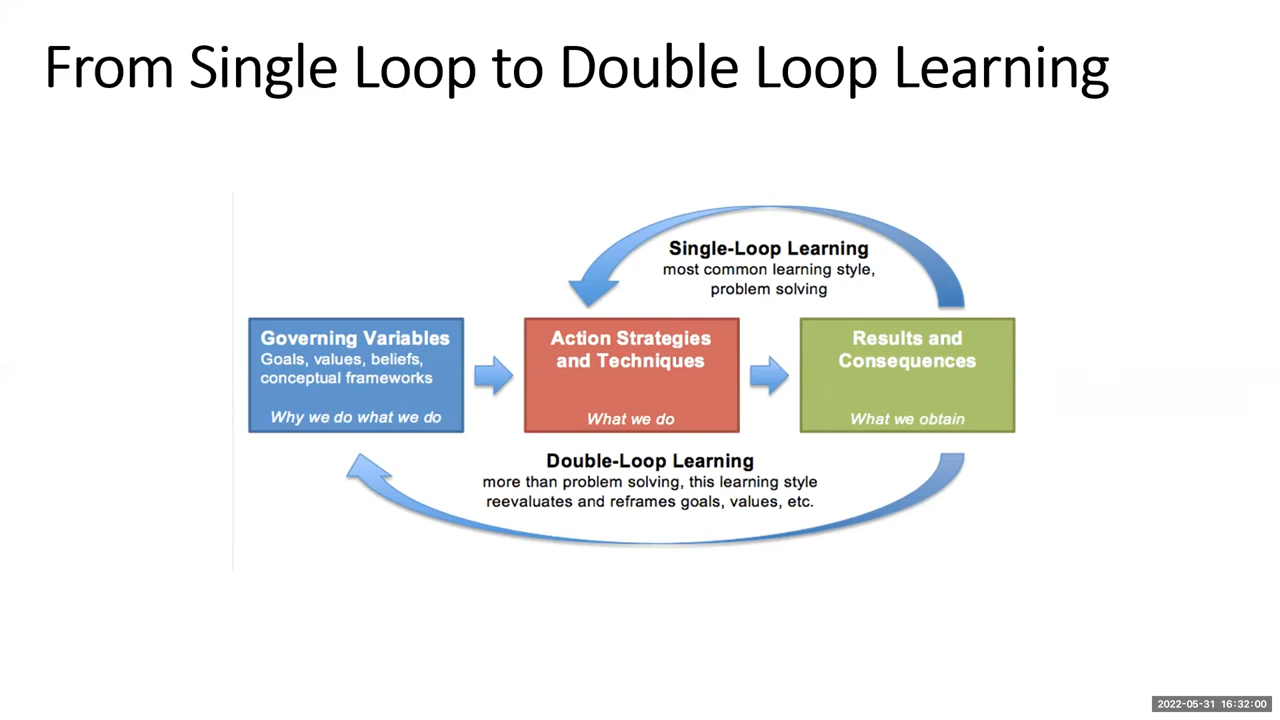 From Single Loop to Double Loop Learning
Single-Loop Learning
most common learning style,
problem solving
Governing Variables
Goals, values, beliefs,
conceptual frameworks
Why we do what we do
Action Strategies
and Techniques
What we do
Results and
Consequences
What we obtain
Double-Loop Learning
more than problem solving, this learning style
reevaluates and reframes goals, values, etc.
2022-05-31 16:32:00